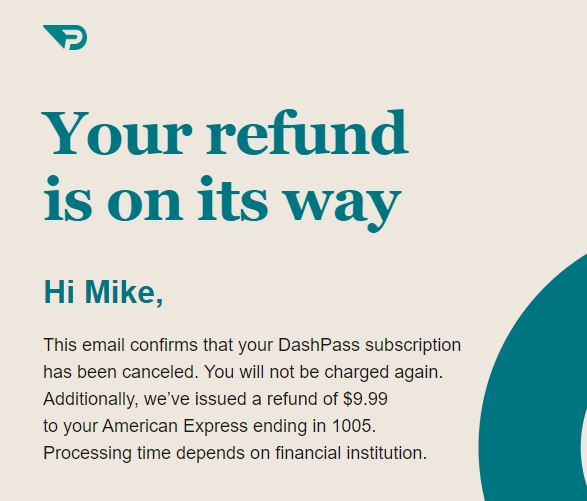 Your refund
is on its way
Hi Mike,
This email confirms that your DashPass subscription
has been canceled. You will not be charged again.
Additionally, we’ve issued a refund of $9.99
to your American Express ending in 1005.
Processing time depends on financial institution.